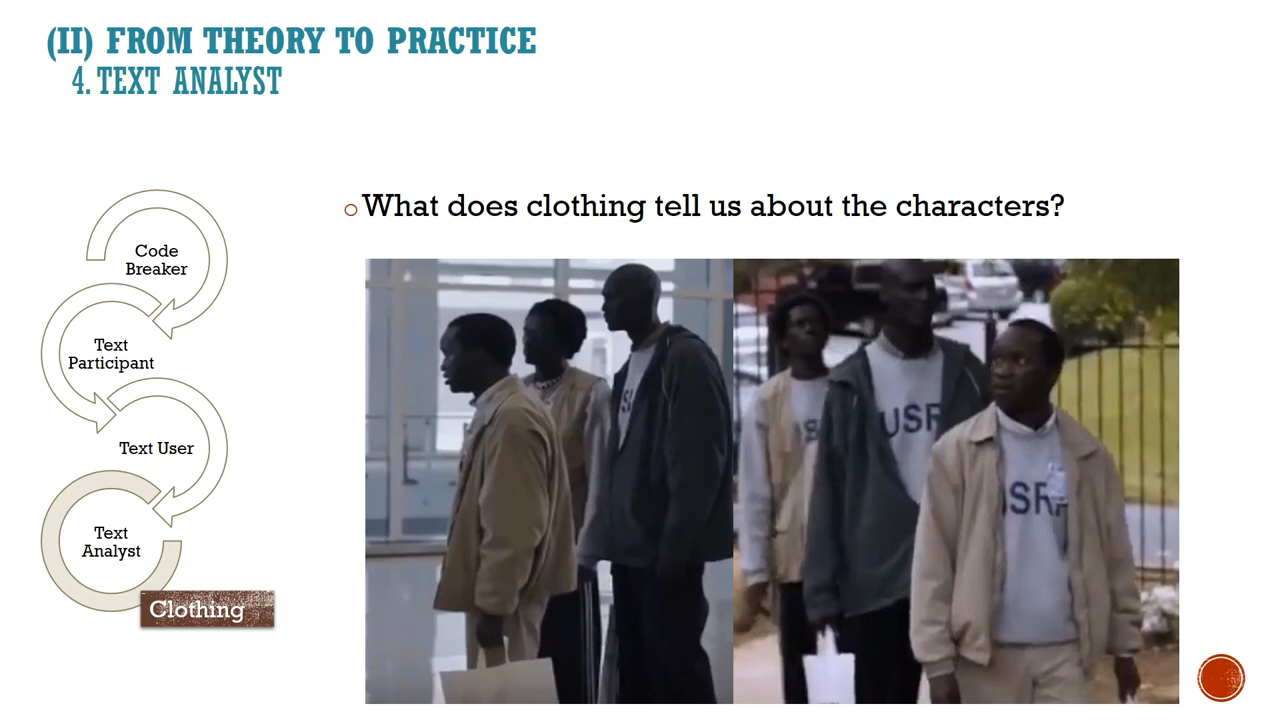 (II) FROM THEORY TO PRACTICE
4. TEXT ANALYST
What does clothing tell us about the characters?
Code
Breaker
Text
Participant
Text User
Text
Analyst
Clothing
USR